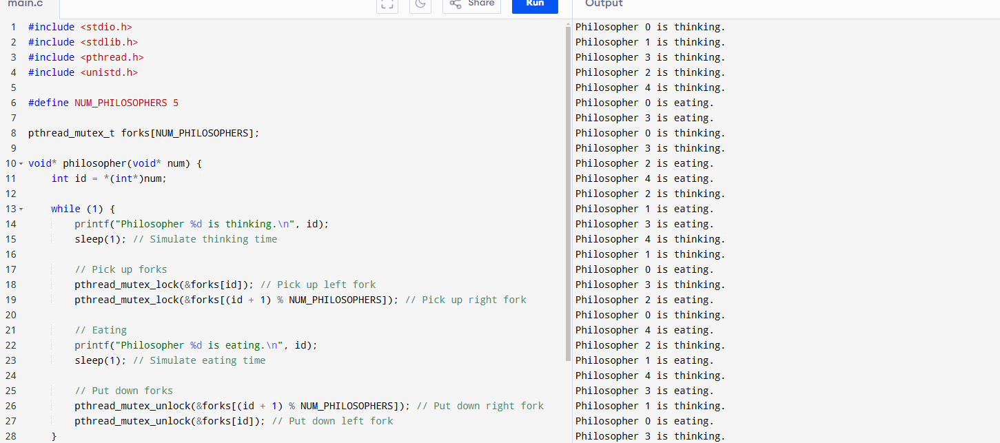 main.c
Share
Run
Output
1 #include <stdio.h>
2 #include <stdlib.h>
3 #include <pthread.h>
4 #include <unistd.h>
5
6 #define NUM_PHILOSOPHERS 5
7
8 pthread_mutex_t forks[NUM_PHILOSOPHERS];
9
10 void* philosopher(void* num) {
11     int id = *(int*)num;
12
13     while (1) {
14         printf("Philosopher %d is thinking.\n", id);
15         sleep(1); // Simulate thinking time
16
17         // Pick up forks
18         pthread_mutex_lock(&forks[id]); // Pick up left fork
19         pthread_mutex_lock(&forks[(id + 1) % NUM_PHILOSOPHERS]); // Pick up right fork
20
21         // Eating
22         printf("Philosopher %d is eating.\n", id);
23         sleep(1); // Simulate eating time
24
25         // Put down forks
26         pthread_mutex_unlock(&forks[(id + 1) % NUM_PHILOSOPHERS]); // Put down right fork
27         pthread_mutex_unlock(&forks[id]); // Put down left fork
28     }
Philosopher 0 is thinking.
Philosopher 1 is thinking.
Philosopher 3 is thinking.
Philosopher 2 is thinking.
Philosopher 4 is thinking.
Philosopher 0 is eating.
Philosopher 3 is eating.
Philosopher 0 is thinking.
Philosopher 3 is thinking.
Philosopher 2 is eating.
Philosopher 4 is eating.
Philosopher 2 is thinking.
Philosopher 1 is eating.
Philosopher 3 is eating.
Philosopher 4 is thinking.
Philosopher 1 is thinking.
Philosopher 0 is eating.
Philosopher 3 is thinking.
Philosopher 2 is eating.
Philosopher 0 is thinking.
Philosopher 4 is eating.
Philosopher 2 is thinking.
Philosopher 1 is eating.
Philosopher 4 is thinking.
Philosopher 3 is eating.
Philosopher 1 is thinking.
Philosopher 0 is eating.
Philosopher 3 is thinking.